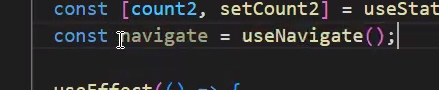 const [count2, setCount2] = useStat
const navigate = useNavigate();
useEffect(() => {